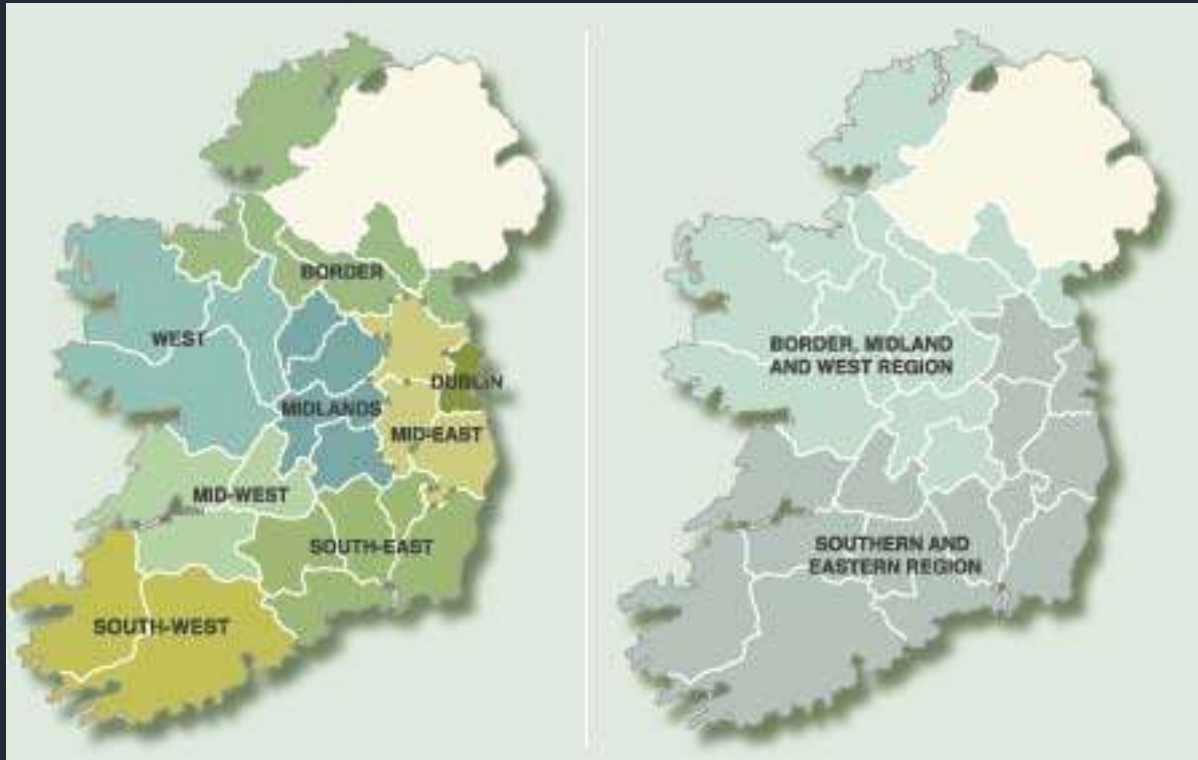 BORDER
WEST
DUBLIN
MIDLANDS
MID-EAST
MID-WEST
SOUTH-EAST
SOUTH-WEST
BORDER, MIDLAND
AND WEST REGION
SOUTHERN AND
EASTERN REGION